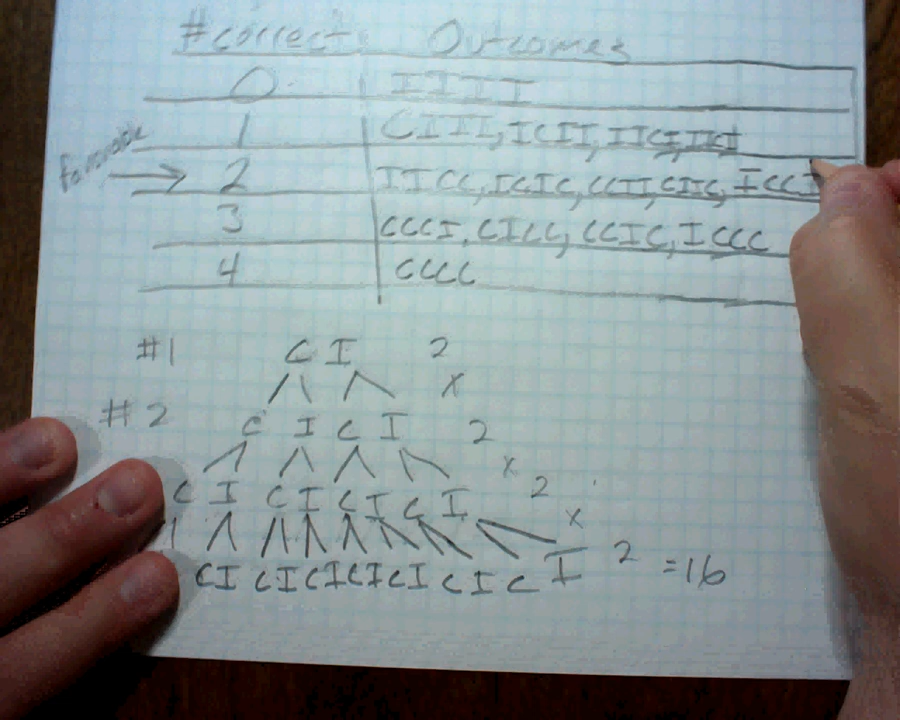 #correct Outcomes
0 IIII
1 CIII, ICII, IICI, IICI
favorable → 2 IICC, ICIC, CCII, CIIC, ICCI
3 CCCI, CICC, CCIC, ICCC
4 CCCC
#1 C I 2
x
#2 C I C I 2
x
C I C I C I C I 2
x
C I C I C I C I C I C I C I 2 = 16